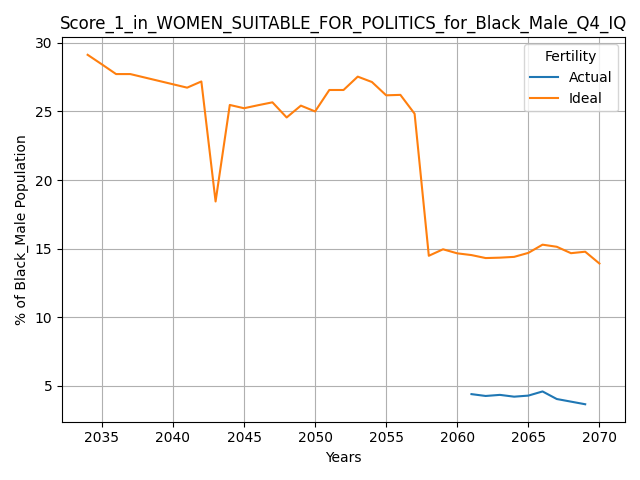 Score_1_in_WOMEN_SUITABLE_FOR_POLITICS_for_Black_Male_Q4_IQ
Fertility
Actual
Ideal
% of Black_Male Population
30
25
20
15
10
5
2035 2040 2045 2050 2055 2060 2065 2070
Years